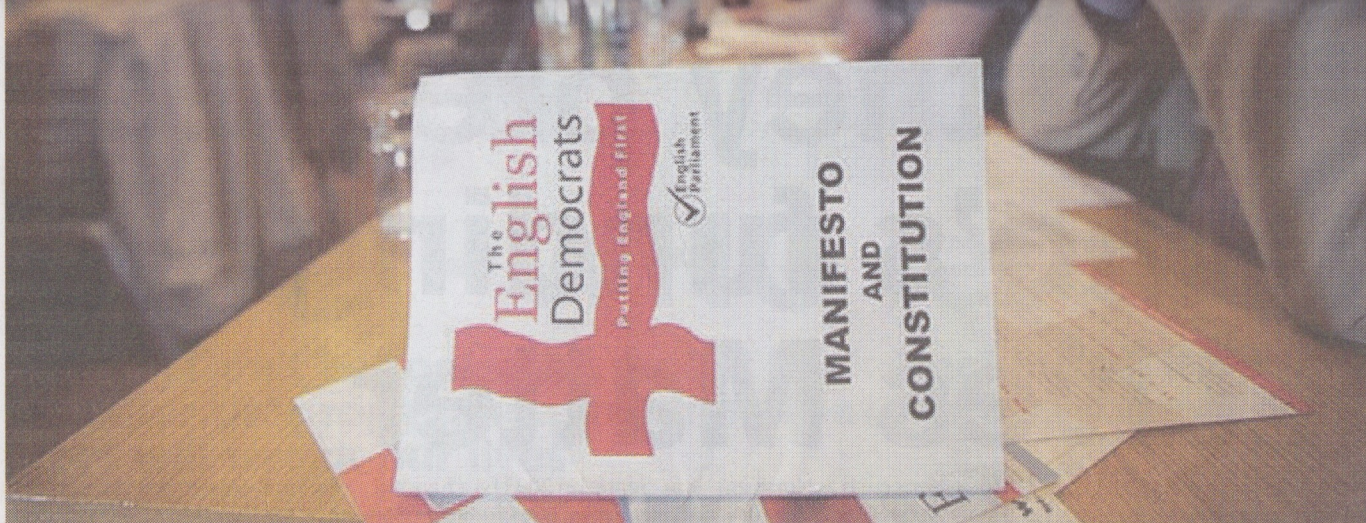 The
English
Democrats
Putting England First
English
Parliament
MANIFESTO
AND
CONSTITUTION